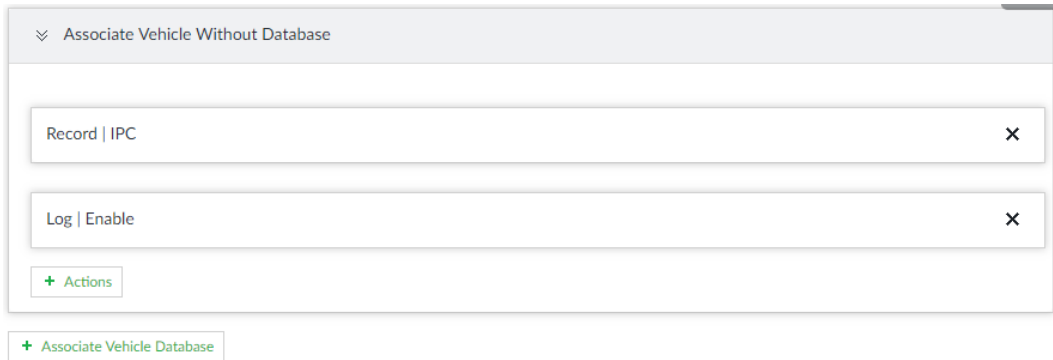 Associate Vehicle Without Database
Record | IPC
Log | Enable
+ Actions
+ Associate Vehicle Database